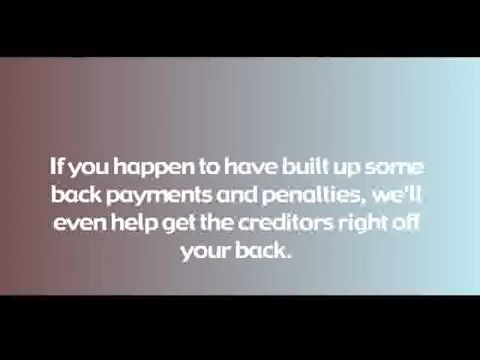 If you happen to have built up some
back payments and penalties, we'll
even help get the creditors right off
your back.